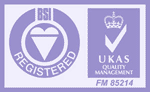 BSI
REGISTERED
UKAS
QUALITY
MANAGEMENT
FM 85214